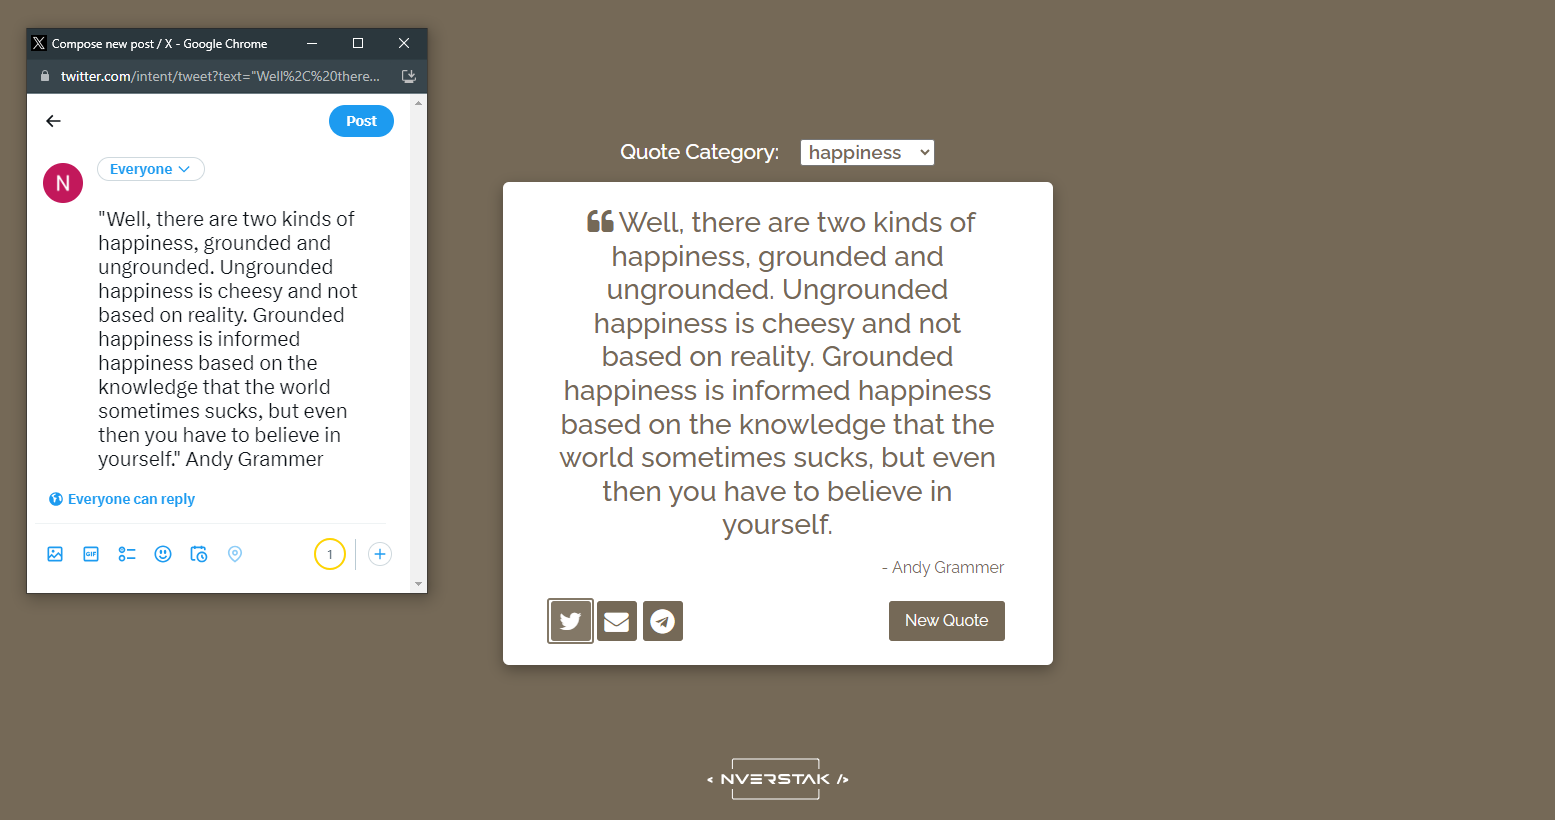 Compose new post / X - Google Chrome
twitter.com/intent/tweet?text="Well%2C%20there...
Post
N
Everyone
"Well, there are two kinds of
happiness, grounded and
ungrounded. Ungrounded
happiness is cheesy and not
based on reality. Grounded
happiness is informed
happiness based on the
knowledge that the world
sometimes sucks, but even
then you have to believe in
yourself." Andy Grammer
Everyone can reply
GIF
1
Quote Category:
happiness
Well, there are two kinds of
happiness, grounded and
ungrounded. Ungrounded
happiness is cheesy and not
based on reality. Grounded
happiness is informed happiness
based on the knowledge that the
world sometimes sucks, but even
then you have to believe in
yourself.
- Andy Grammer
New Quote
< NVERSTAK />